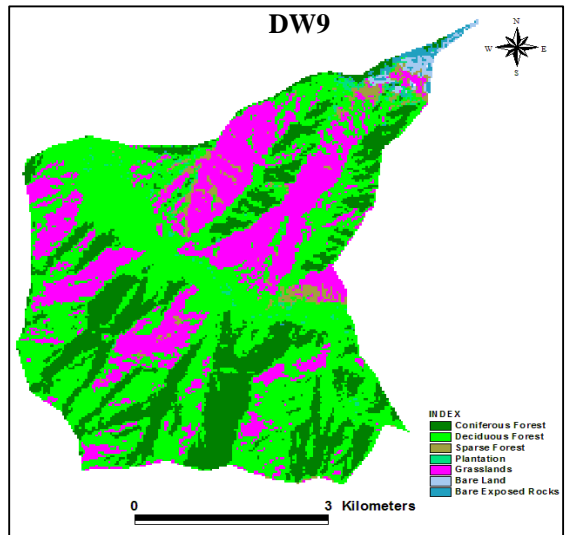 DW9
N
W E
S
INDEX
Coniferous Forest
Deciduous Forest
Sparse Forest
Plantation
Grasslands
Bare Land
Bare Exposed Rocks
0 3 Kilometers